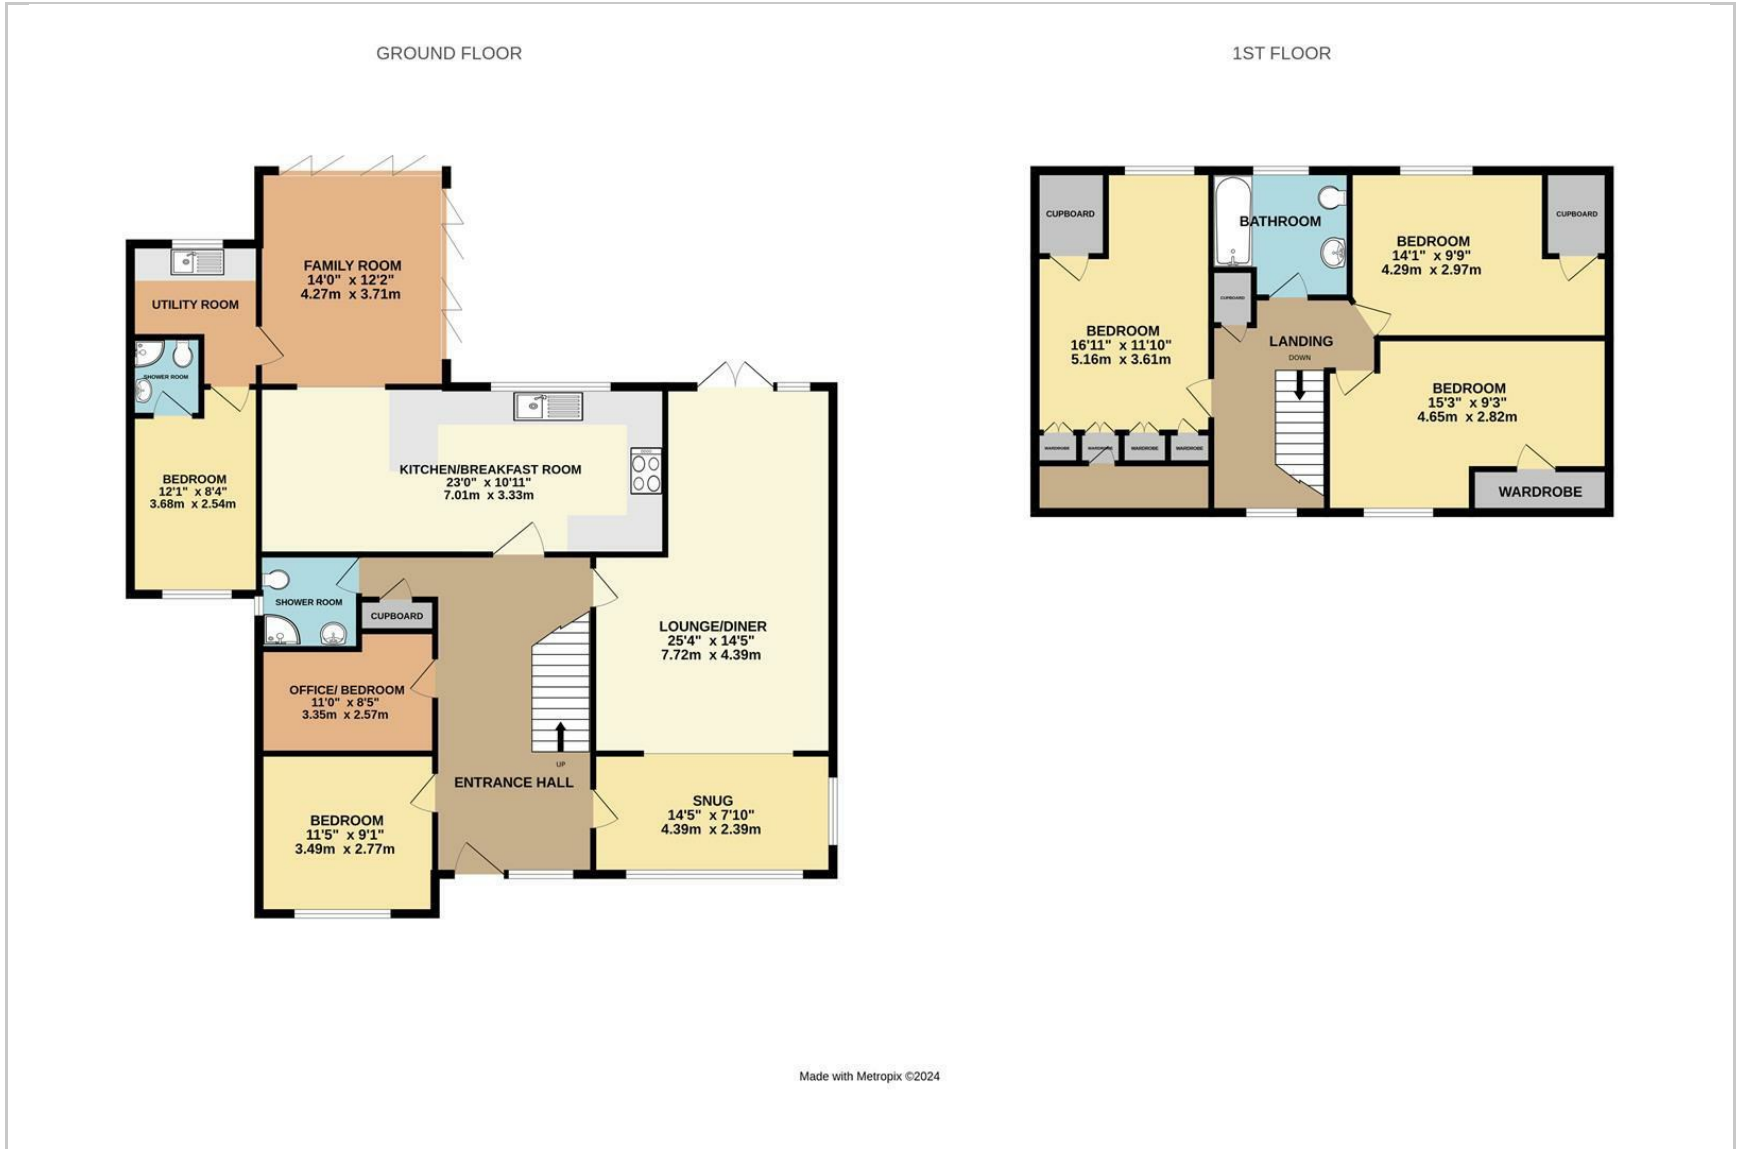 GROUND FLOOR
FAMILY ROOM
14'0" x 12'2"
4.27m x 3.71m
UTILITY ROOM
SHOWER ROOM
BEDROOM
12'1" x 8'4"
3.68m x 2.54m
KITCHEN/BREAKFAST ROOM
23'0" x 10'11"
7.01m x 3.33m
SHOWER ROOM
CUPBOARD
LOUNGE/DINER
25'4" x 14'5"
7.72m x 4.39m
OFFICE/ BEDROOM
11'0" x 8'5"
3.35m x 2.57m
UP
ENTRANCE HALL
SNUG
14'5" x 7'10"
4.39m x 2.39m
BEDROOM
11'5" x 9'1"
3.49m x 2.77m
1ST FLOOR
CUPBOARD
BATHROOM
CUPBOARD
BEDROOM
14'1" x 9'9"
4.29m x 2.97m
CUPBOARD
BEDROOM
16'11" x 11'10"
5.16m x 3.61m
LANDING
DOWN
BEDROOM
15'3" x 9'3"
4.65m x 2.82m
WARDROBE
WARDROBE
WARDROBE
WARDROBE
WARDROBE
Made with Metropix ©2024